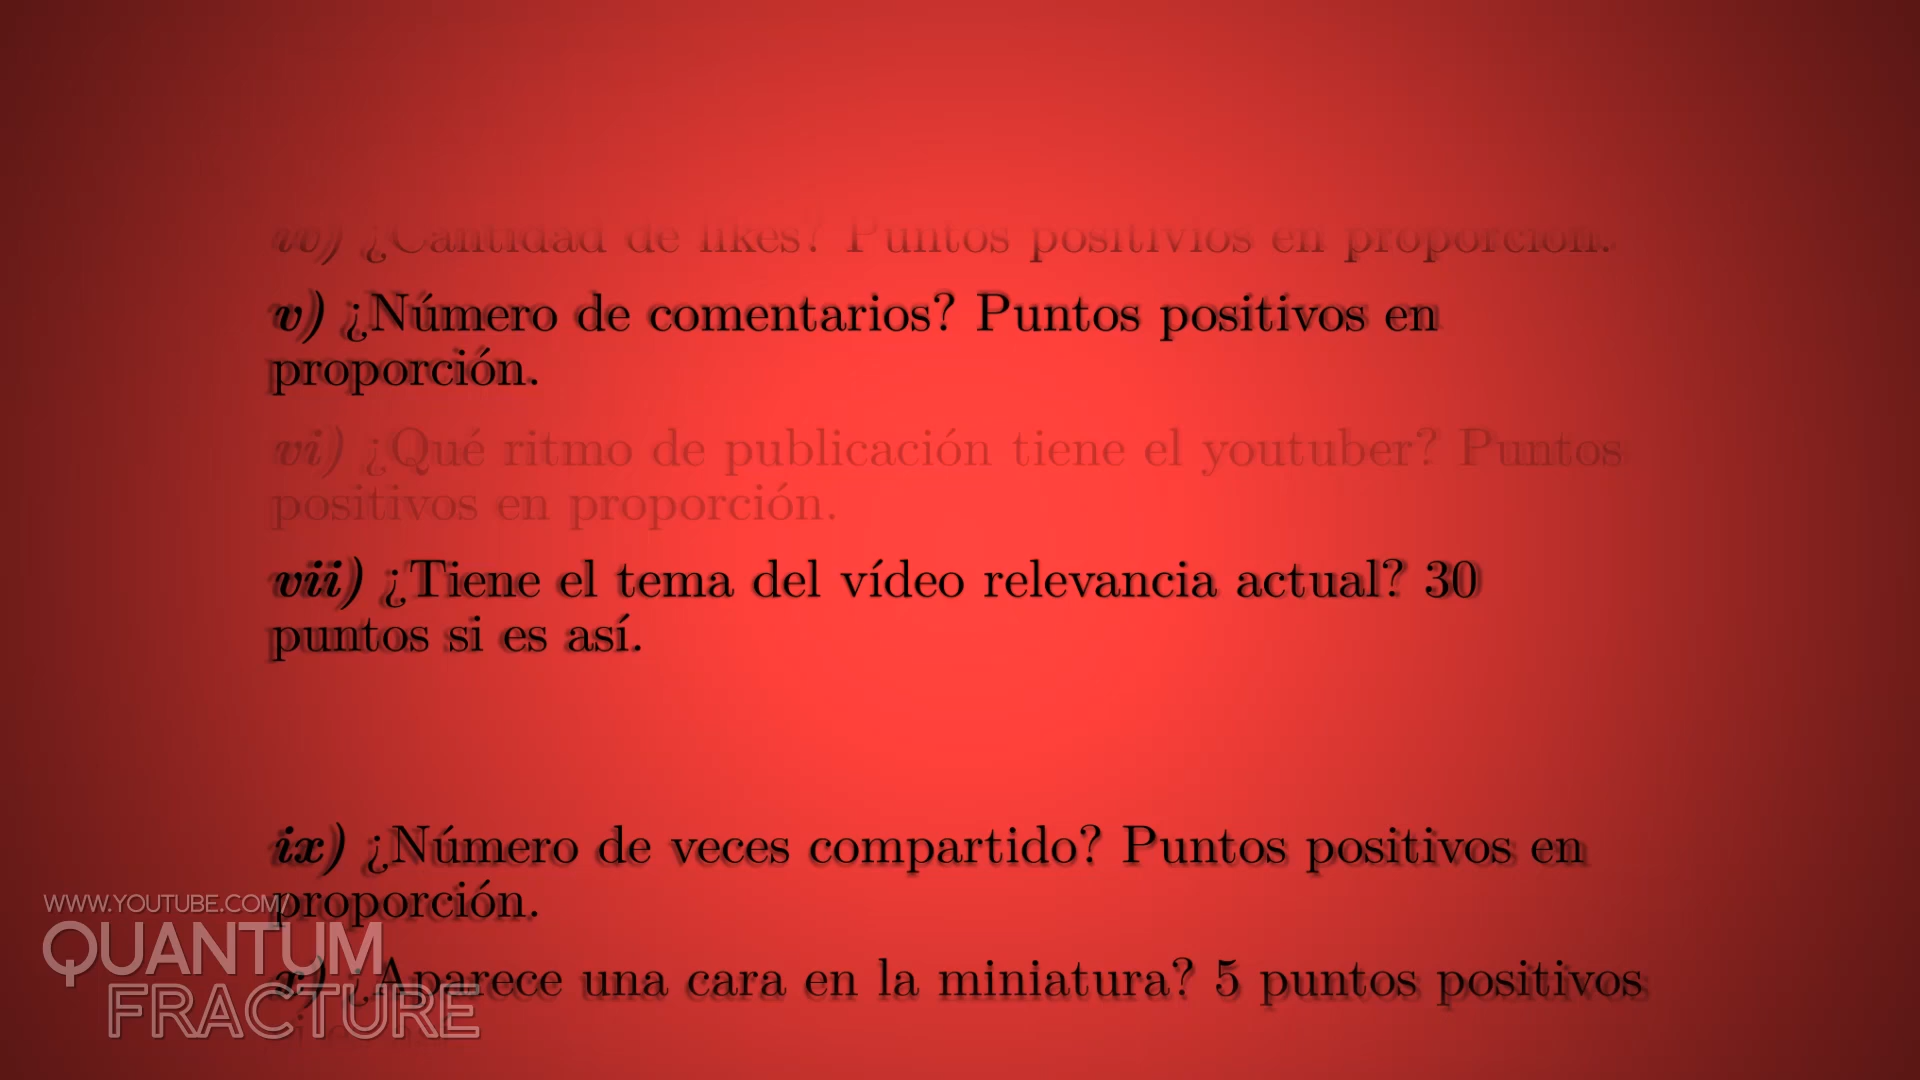 iv) ¿Cantidad de likes? Puntos positivios en proporción.
v) ¿Número de comentarios? Puntos positivos en
proporción.
vi) ¿Qué ritmo de publicación tiene el youtuber? Puntos
positivos en proporción.
vii) ¿Tiene el tema del vídeo relevancia actual? 30
puntos si es así.
ix) ¿Número de veces compartido? Puntos positivos en
proporción.
x) ¿Aparece una cara en la miniatura? 5 puntos positivos
WWW.YOUTUBE.COM/
QUANTUM
FRACTURE